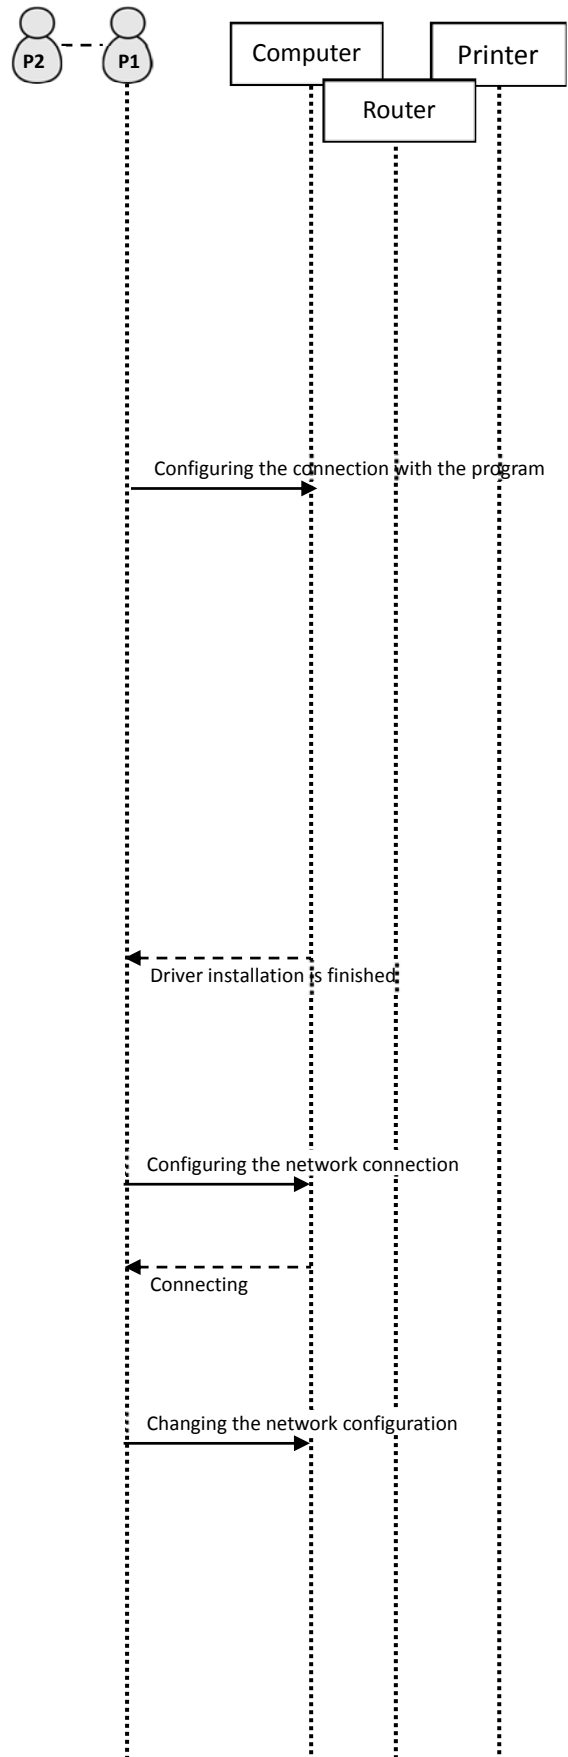 P2
P1
Computer
Printer
Router
Configuring the connection with the program
Driver installation is finished
Configuring the network connection
Connecting
Changing the network configuration